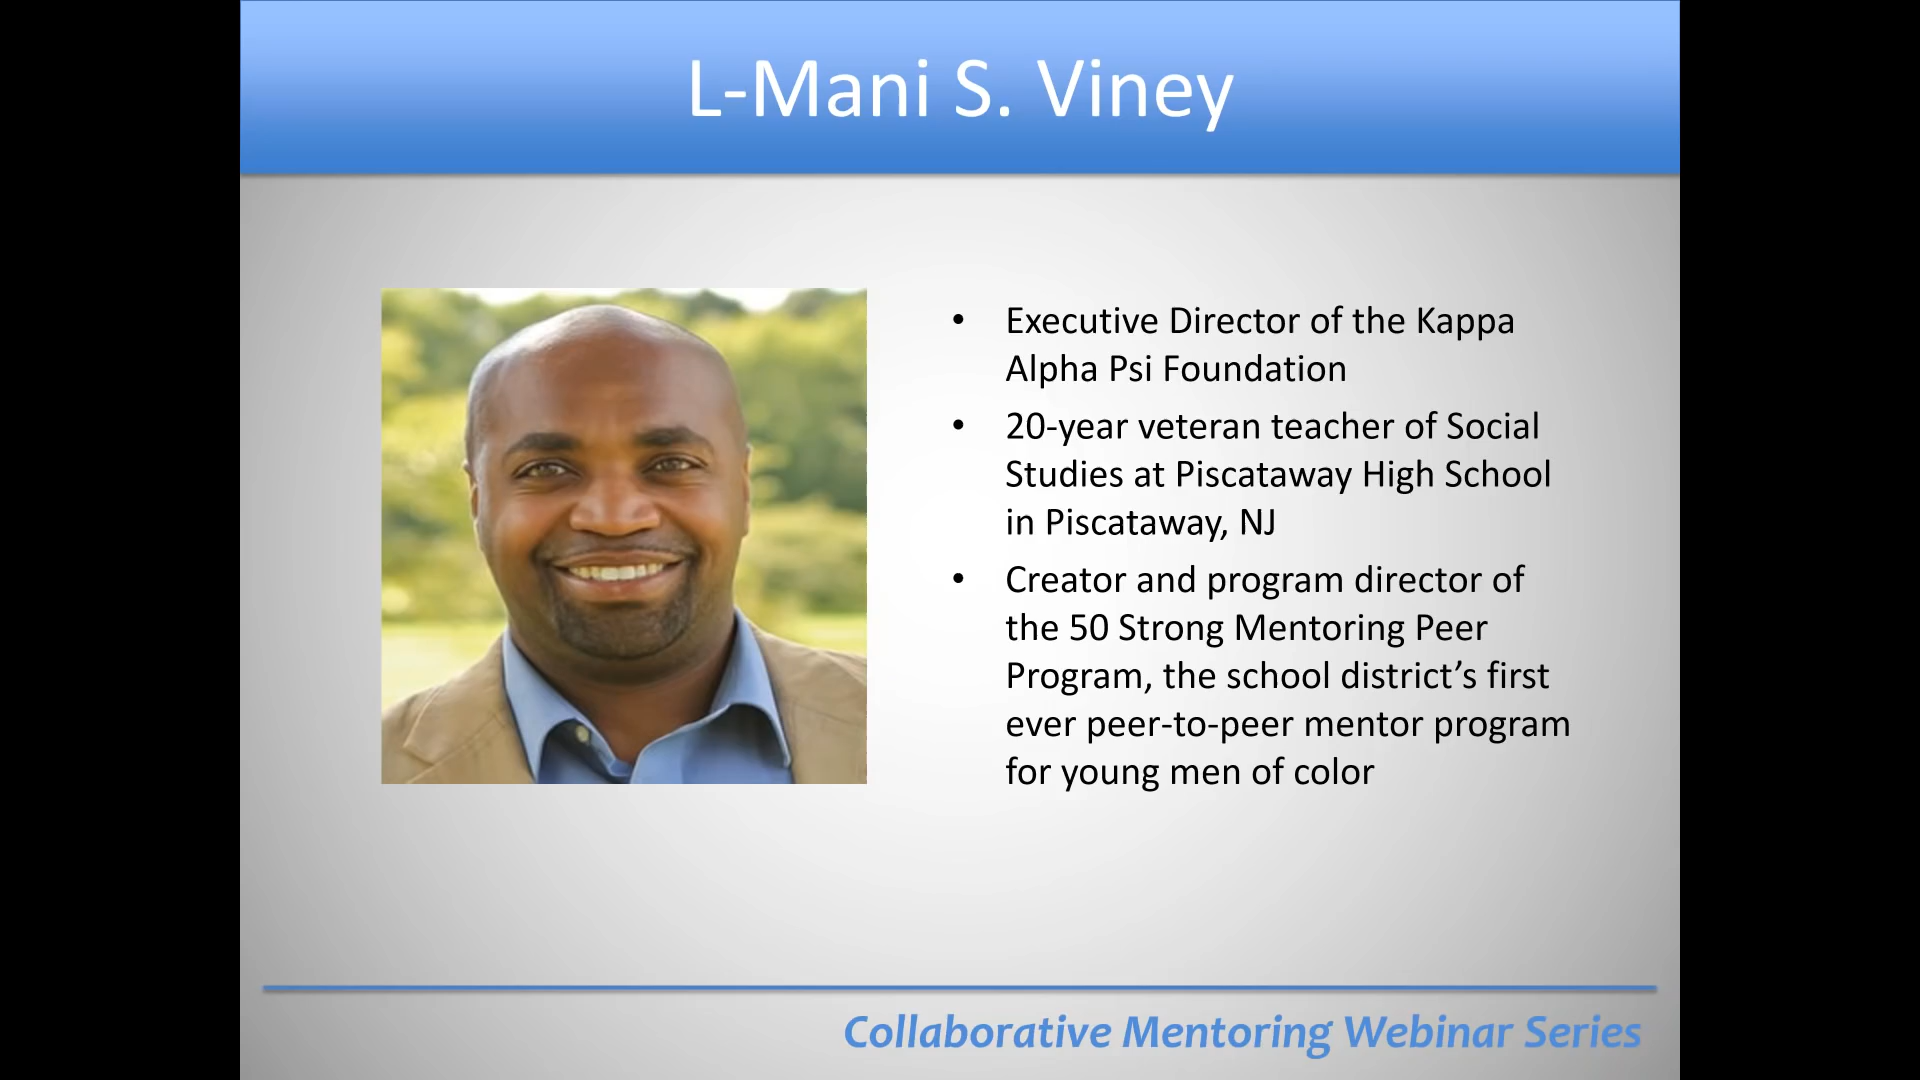 L-Mani S. Viney
• Executive Director of the Kappa
Alpha Psi Foundation
• 20-year veteran teacher of Social
Studies at Piscataway High School
in Piscataway, NJ
• Creator and program director of
the 50 Strong Mentoring Peer
Program, the school district’s first
ever peer-to-peer mentor program
for young men of color
Collaborative Mentoring Webinar Series